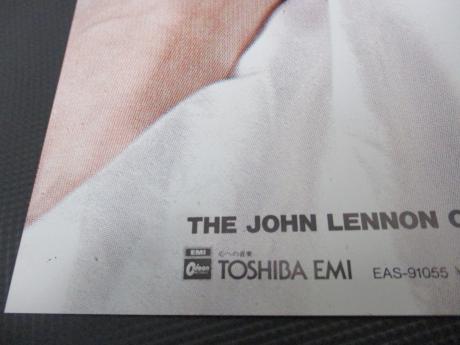 THE JOHN LENNON C
EMI 心への音楽
Odeon TOSHIBA EMI EAS-91055